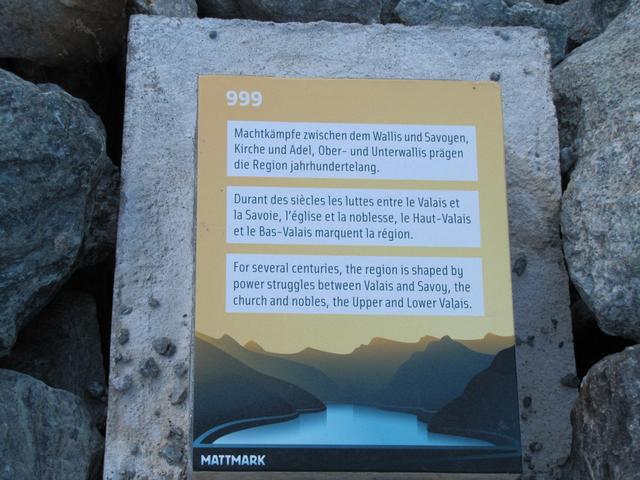 999
Machtkämpfe zwischen dem Wallis und Savoyen,
Kirche und Adel, Ober- und Unterwallis prägen
die Region jahrhundertelang.
Durant des siècles les luttes entre le Valais et
la Savoie, l'église et la noblesse, le Haut-Valais
et le Bas-Valais marquent la région.
For several centuries, the region is shaped by
power struggles between Valais and Savoy, the
church and nobles, the Upper and Lower Valais.
MATTMARK